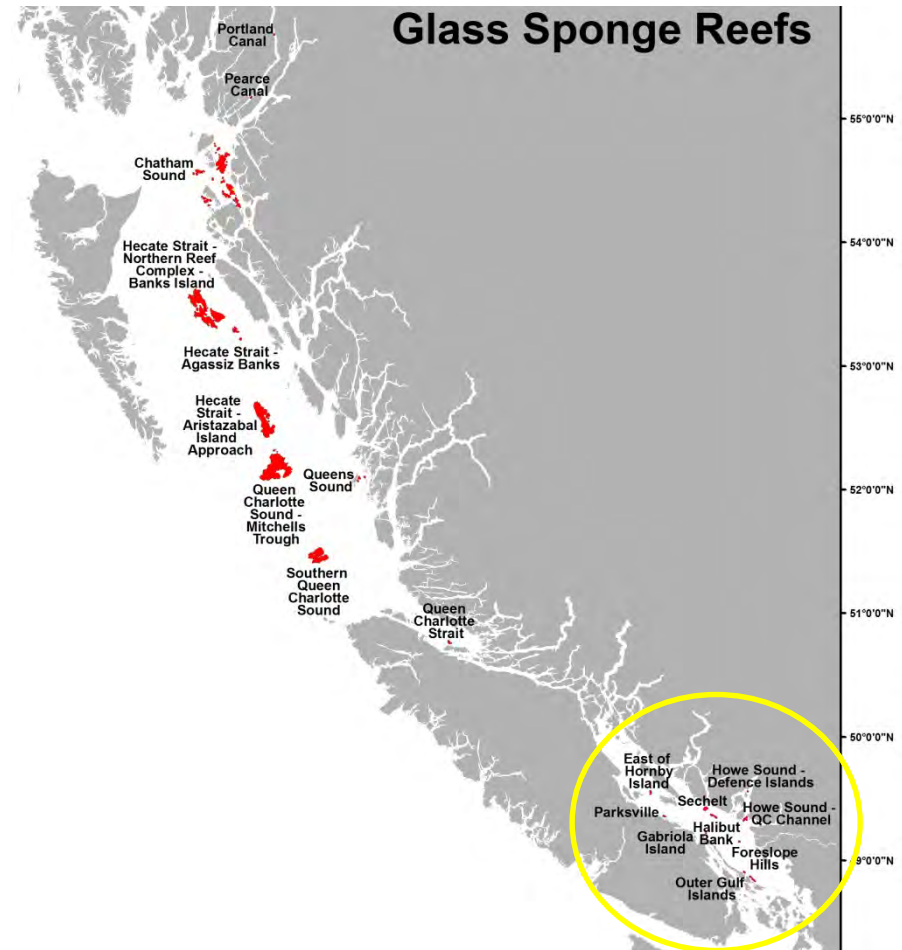 Glass Sponge Reefs
Portland
Canal
Pearce
Canal
55°0'0"N
Chatham
Sound
54°0'0"N
Hecate Strait -
Northern Reef
Complex -
Banks Island
53°0'0"N
Hecate Strait -
Agassiz Banks
Hecate
Strait -
Aristazabal
Island
Approach
52°0'0"N
Queens
Sound
Queen
Charlotte
Sound -
Mitchells
Trough
Southern
Queen
Charlotte
Sound
51°0'0"N
Queen
Charlotte
Strait
50°0'0"N
East of
Hornby
Island
Howe Sound -
Defence Islands
Sechelt
Howe Sound -
QC Channel
Parksville
Halibut
Bank
Gabriola
Island
Foreslope
Hills
49°0'0"N
Outer Gulf
Islands